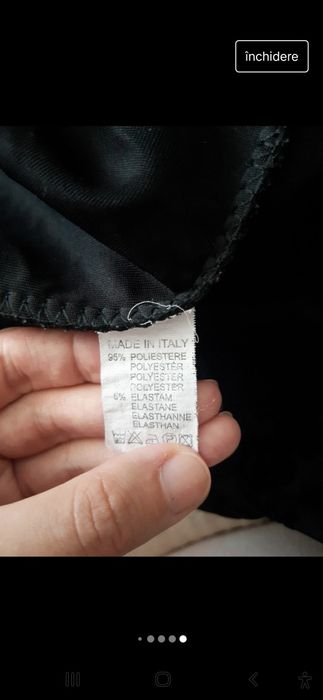 închidere
MADE IN ITALY
95% POLIESTERE
POLYESTER
POLYESTER
POLYESTER
5% ELASTAM
ELASTANE
ELASTHANNE
ELASTHAN